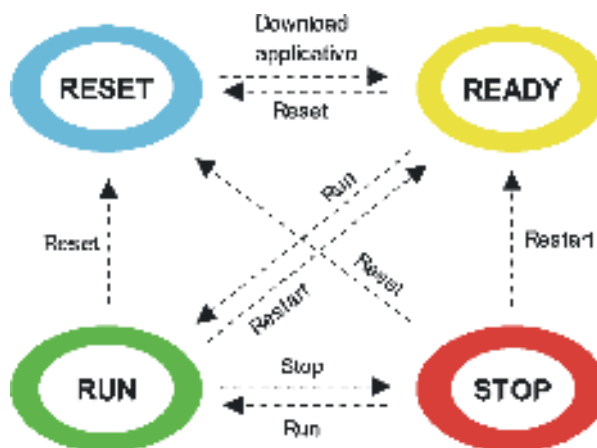 Download
applicativo
RESET
READY
Reset
Run
Reset
Restart
Restart
Reset
Stop
RUN
STOP
Run